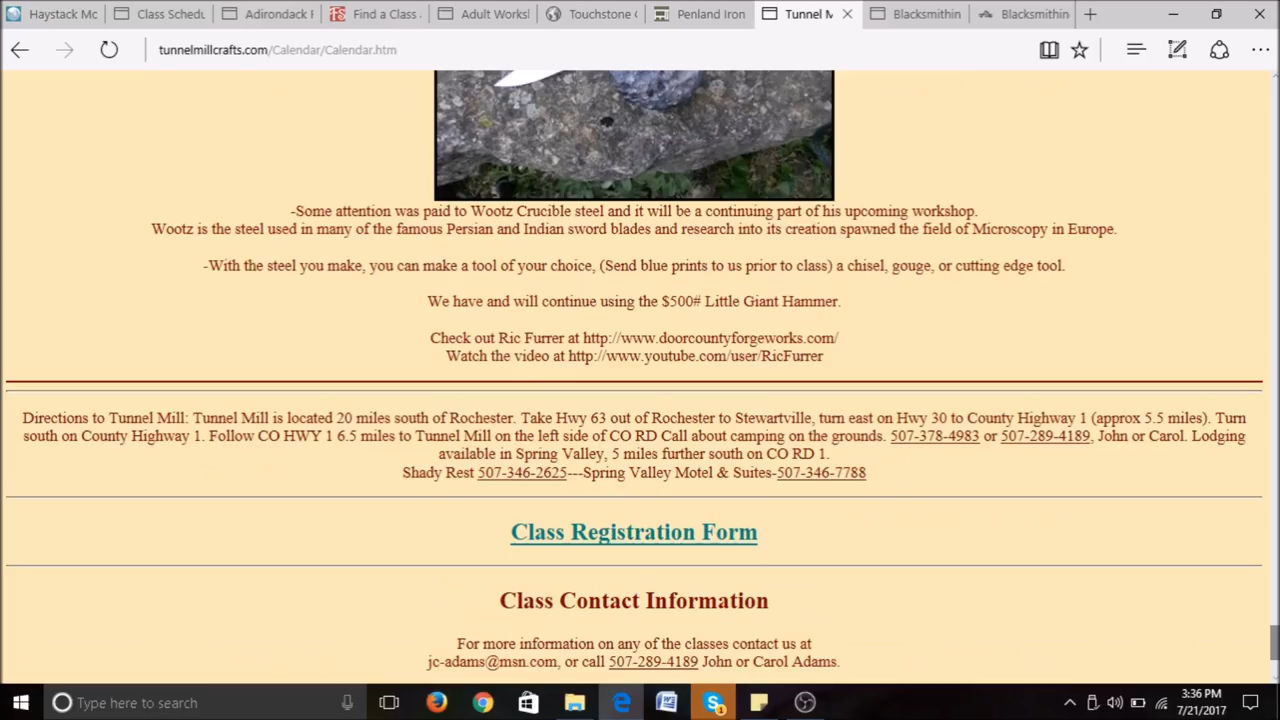 Haystack Mc
Class Schedu
Adirondack F
Find a Class
Adult Worksl
Touchstone C
Penland Iron
Tunnel M
Blacksmithin
Blacksmithin
tunnelmillcrafts.com/Calendar/Calendar.htm
-Some attention was paid to Wootz Crucible steel and it will be a continuing part of his upcoming workshop.
Wootz is the steel used in many of the famous Persian and Indian sword blades and research into its creation spawned the field of Microscopy in Europe.
-With the steel you make, you can make a tool of your choice, (Send blue prints to us prior to class) a chisel, gouge, or cutting edge tool.
We have and will continue using the $500# Little Giant Hammer.
Check out Ric Furrer at http://www.doorcountyforgeworks.com/
Watch the video at http://www.youtube.com/user/RicFurrer
Directions to Tunnel Mill: Tunnel Mill is located 20 miles south of Rochester. Take Hwy 63 out of Rochester to Stewartville, turn east on Hwy 30 to County Highway 1 (approx 5.5 miles). Turn
south on County Highway 1. Follow CO HWY 1 6.5 miles to Tunnel Mill on the left side of CO RD Call about camping on the grounds. 507-378-4983 or 507-289-4189, John or Carol. Lodging
available in Spring Valley, 5 miles further south on CO RD 1.
Shady Rest 507-346-2625---Spring Valley Motel & Suites-507-346-7788
Class Registration Form
Class Contact Information
For more information on any of the classes contact us at
jc-adams@msn.com, or call 507-289-4189 John or Carol Adams.
Type here to search
3:36 PM
7/21/2017